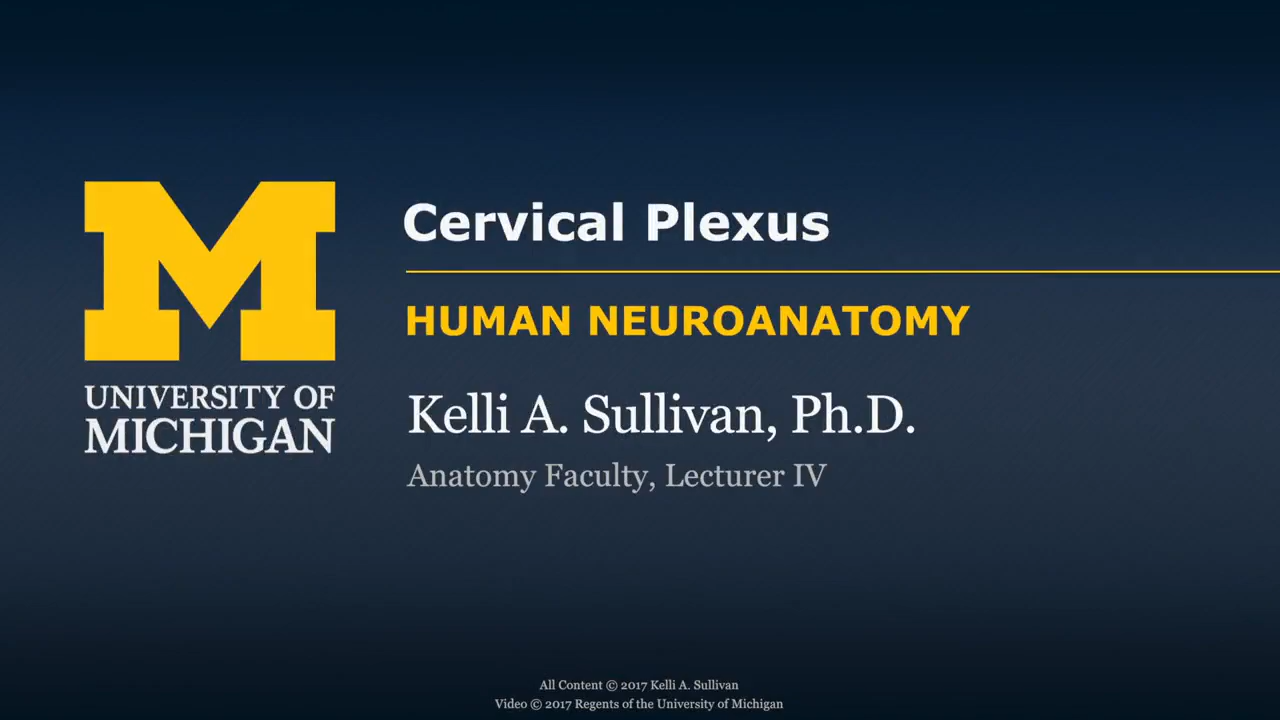 Cervical Plexus
HUMAN NEUROANATOMY
Kelli A. Sullivan, Ph.D.
Anatomy Faculty, Lecturer IV
M
UNIVERSITY OF
MICHIGAN
All Content © 2017 Kelli A. Sullivan
Video © 2017 Regents of the University of Michigan